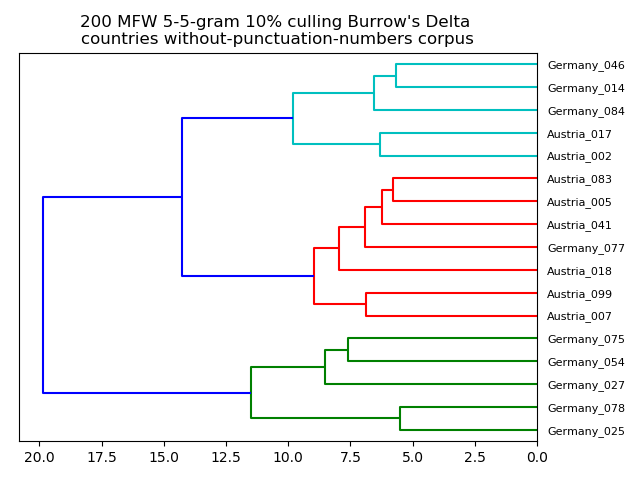 200 MFW 5-5-gram 10% culling Burrow's Delta
countries without-punctuation-numbers corpus
Germany_046
Germany_014
Germany_084
Austria_017
Austria_002
Austria_083
Austria_005
Austria_041
Germany_077
Austria_018
Austria_099
Austria_007
Germany_075
Germany_054
Germany_027
Germany_078
Germany_025
20.0 17.5 15.0 12.5 10.0 7.5 5.0 2.5 0.0